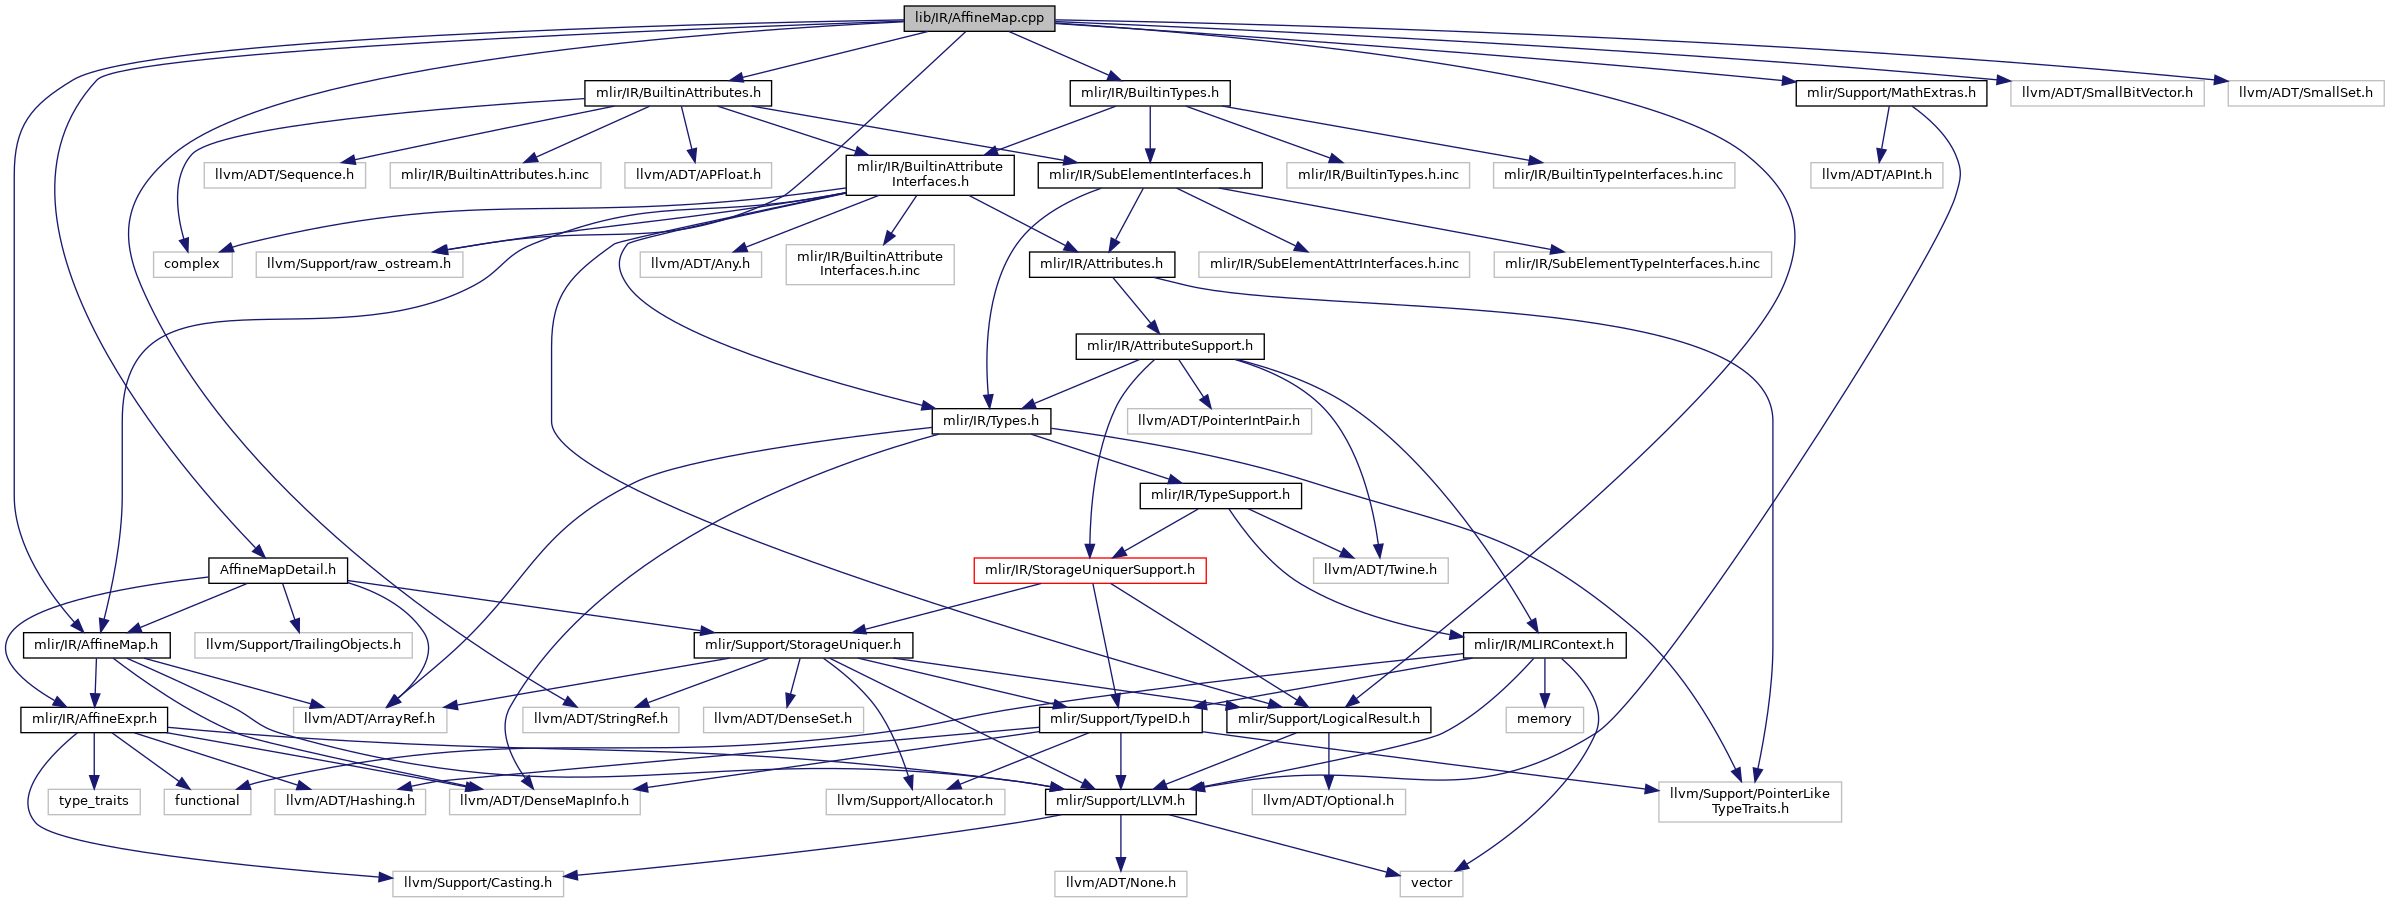 lib/IR/AffineMap.cpp
mlir/IR/BuiltinAttributes.h
mlir/IR/BuiltinTypes.h
mlir/Support/MathExtras.h
llvm/ADT/SmallBitVector.h
llvm/ADT/SmallSet.h
llvm/ADT/Sequence.h
mlir/IR/BuiltinAttributes.h.inc
llvm/ADT/APFloat.h
mlir/IR/BuiltinAttribute
Interfaces.h
mlir/IR/SubElementInterfaces.h
mlir/IR/BuiltinTypes.h.inc
mlir/IR/BuiltinTypeInterfaces.h.inc
llvm/ADT/APInt.h
complex
llvm/Support/raw_ostream.h
llvm/ADT/Any.h
mlir/IR/BuiltinAttribute
Interfaces.h.inc
mlir/IR/Attributes.h
mlir/IR/SubElementAttrInterfaces.h.inc
mlir/IR/SubElementTypeInterfaces.h.inc
mlir/IR/AttributeSupport.h
mlir/IR/Types.h
llvm/ADT/PointerIntPair.h
mlir/IR/TypeSupport.h
AffineMapDetail.h
mlir/IR/StorageUniquerSupport.h
llvm/ADT/Twine.h
mlir/IR/AffineMap.h
llvm/Support/TrailingObjects.h
mlir/Support/StorageUniquer.h
mlir/IR/MLIRContext.h
mlir/IR/AffineExpr.h
llvm/ADT/ArrayRef.h
llvm/ADT/StringRef.h
llvm/ADT/DenseSet.h
mlir/Support/TypeID.h
mlir/Support/LogicalResult.h
memory
type_traits
functional
llvm/ADT/Hashing.h
llvm/ADT/DenseMapInfo.h
llvm/Support/Allocator.h
mlir/Support/LLVM.h
llvm/ADT/Optional.h
llvm/Support/PointerLike
TypeTraits.h
llvm/Support/Casting.h
llvm/ADT/None.h
vector